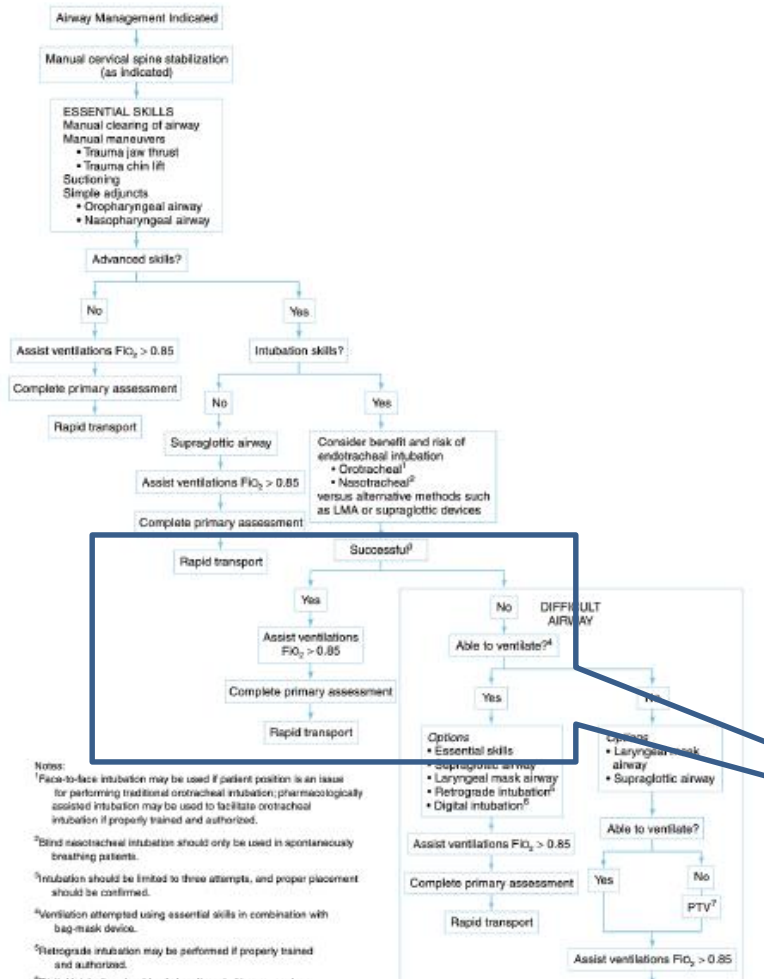 Airway Management Indicated
Manual cervical spine stabilization
(as indicated)
ESSENTIAL SKILLS
Manual clearing of airway
Manual maneuvers
• Trauma jaw thrust
• Trauma chin lift
Suctioning
Simple adjuncts
• Oropharyngeal airway
• Nasopharyngeal airway
Advanced skills?
No
Yes
Assist ventilations FiO₂ > 0.85
Intubation skills?
Complete primary assessment
Rapid transport
No
Yes
Supraglottic airway
Consider benefit and risk of
endotracheal intubation
• Orotracheal¹
• Nasotracheal²
versus alternative methods such
as LMA or supraglottic devices
Assist ventilations FiO₂ > 0.85
Complete primary assessment
Rapid transport
Successful³
Yes
No
DIFFICULT
AIRWAY
Assist ventilations
FiO₂ > 0.85
Able to ventilate?⁴
Complete primary assessment
Rapid transport
Yes
No
Options
• Essential skills
• Supraglottic airway
• Laryngeal mask airway
• Retrograde intubation⁵
• Digital intubation⁶
Options
• Laryngeal mask
airway
• Supraglottic airway
Able to ventilate?
Assist ventilations FiO₂ > 0.85
Yes
No
Complete primary assessment
PTV⁷
Rapid transport
Assist ventilations FiO₂ > 0.85
Notes:
¹Face-to-face intubation may be used if patient position is an issue
for performing traditional orotracheal intubation; pharmacologically
assisted intubation may be used to facilitate orotracheal
intubation if properly trained and authorized.
²Blind nasotracheal intubation should only be used in spontaneously
breathing patients.
³Intubation should be limited to three attempts, and proper placement
should be confirmed.
⁴Ventilation attempted using essential skills in combination with
bag-mask device.
⁵Retrograde intubation may be performed if properly trained
and authorized.